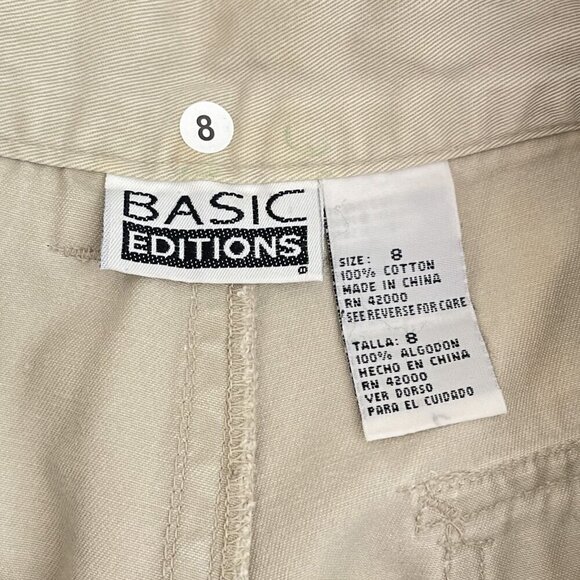 8
BASIC
EDITIONS
®
SIZE: 8
100% COTTON
MADE IN CHINA
RN 42000
SEE REVERSE FOR CARE
TALLA: 8
100% ALGODON
HECHO EN CHINA
RN 42000
VER DORSO
PARA EL CUIDADO